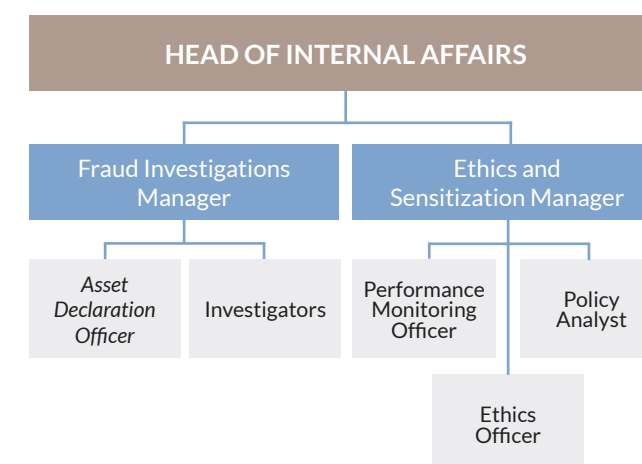 HEAD OF INTERNAL AFFAIRS
Fraud Investigations
Manager
Ethics and
Sensitization Manager
Asset
Declaration
Officer
Investigators
Performance
Monitoring
Officer
Policy
Analyst
Ethics
Officer